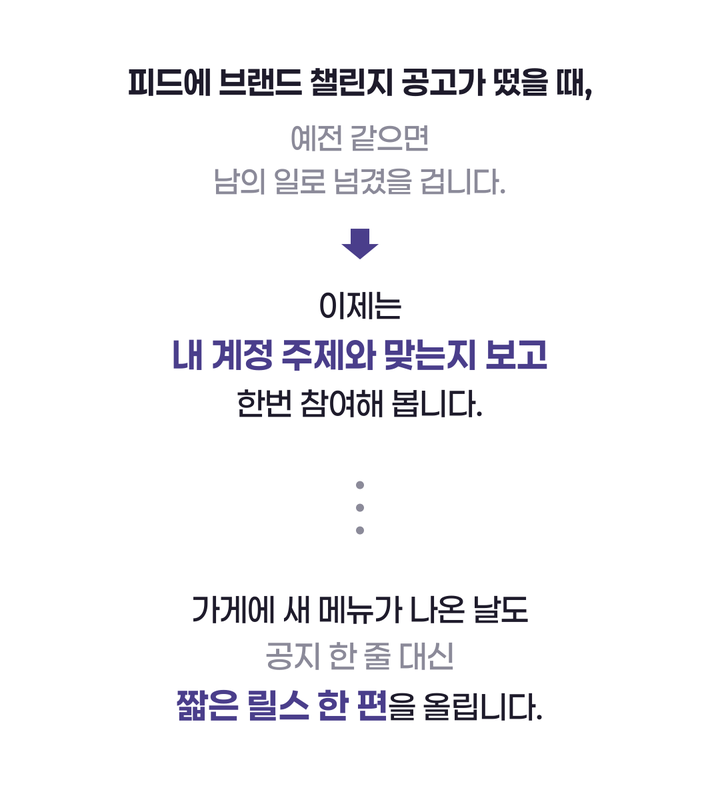 피드에 브랜드 챌린지 공고가 떴을 때,
예전 같으면
남의 일로 넘겼을 겁니다.
이제는
내 계정 주제와 맞는지 보고
한번 참여해 봅니다.
가게에 새 메뉴가 나온 날도
공지 한 줄 대신
짧은 릴스 한 편을 올립니다.